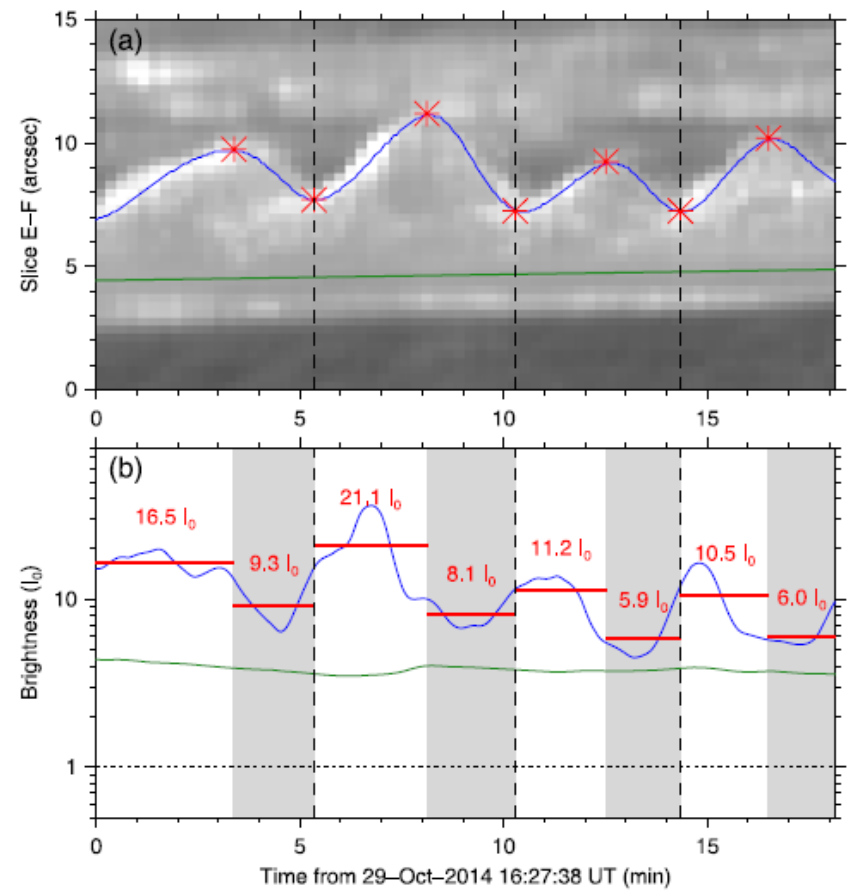 (a)
15
10
5
0
Slice E–F (arcsec)
0 5 10 15
(b)
16.5 I₀
9.3 I₀
21.1 I₀
8.1 I₀
11.2 I₀
5.9 I₀
10.5 I₀
6.0 I₀
10
1
Brightness (I₀)
0 5 10 15
Time from 29–Oct–2014 16:27:38 UT (min)